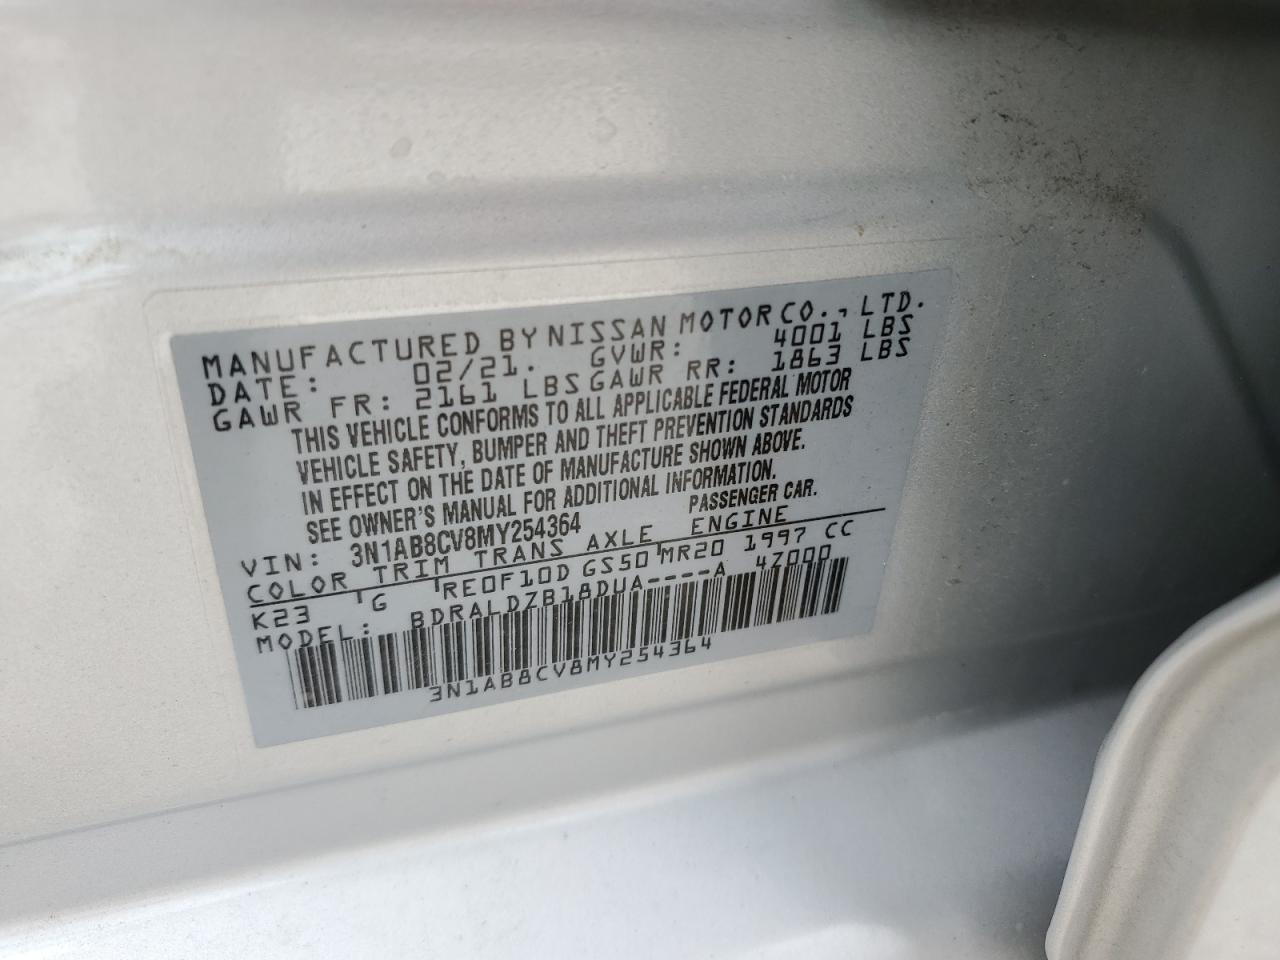 MANUFACTURED BY NISSAN MOTOR CO., LTD.
DATE: 02/21. GVWR: 4001 LBS
GAWR FR: 2161 LBS GAWR RR: 1863 LBS
THIS VEHICLE CONFORMS TO ALL APPLICABLE FEDERAL MOTOR
VEHICLE SAFETY, BUMPER AND THEFT PREVENTION STANDARDS
IN EFFECT ON THE DATE OF MANUFACTURE SHOWN ABOVE.
SEE OWNER'S MANUAL FOR ADDITIONAL INFORMATION.
VIN: 3N1AB8CV8MY254364 PASSENGER CAR.
COLOR TRIM TRANS AXLE ENGINE
K23 G RE0F10D GS50 MR20 1997 CC
MODEL: BDRALDZB18DUA----A 4Z000
3N1AB8CV8MY254364